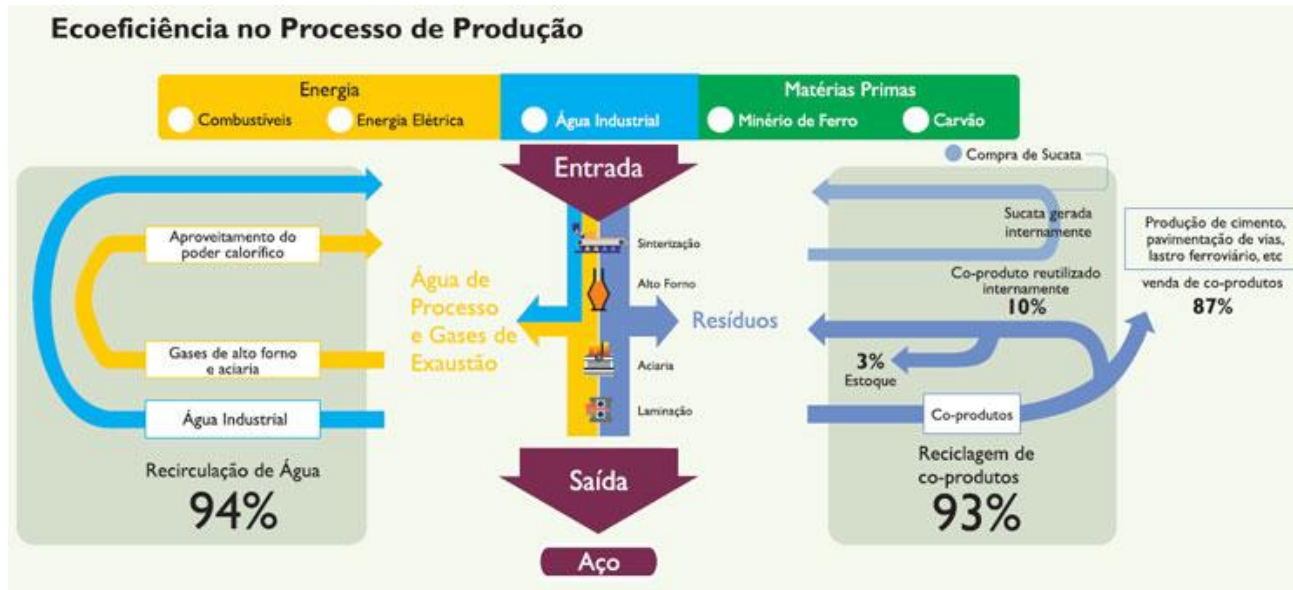 Ecoeficiência no Processo de Produção
Energia
Combustíveis
Energia Elétrica
Água Industrial
Matérias Primas
Minério de Ferro
Carvão
Compra de Sucata
Entrada
Aproveitamento do
poder calorífico
Gases de alto forno
e aciaria
Água Industrial
Recirculação de Água
94%
Água de
Processo
e Gases de
Exaustão
Sinterização
Alto Forno
Resíduos
Aciaria
Laminação
Sucata gerada
internamente
Co-produto reutilizado
internamente
10%
3%
Estoque
Co-produtos
Reciclagem de
co-produtos
93%
Produção de cimento,
pavimentação de vias,
lastro ferroviário, etc
venda de co-produtos
87%
Saída
Aço